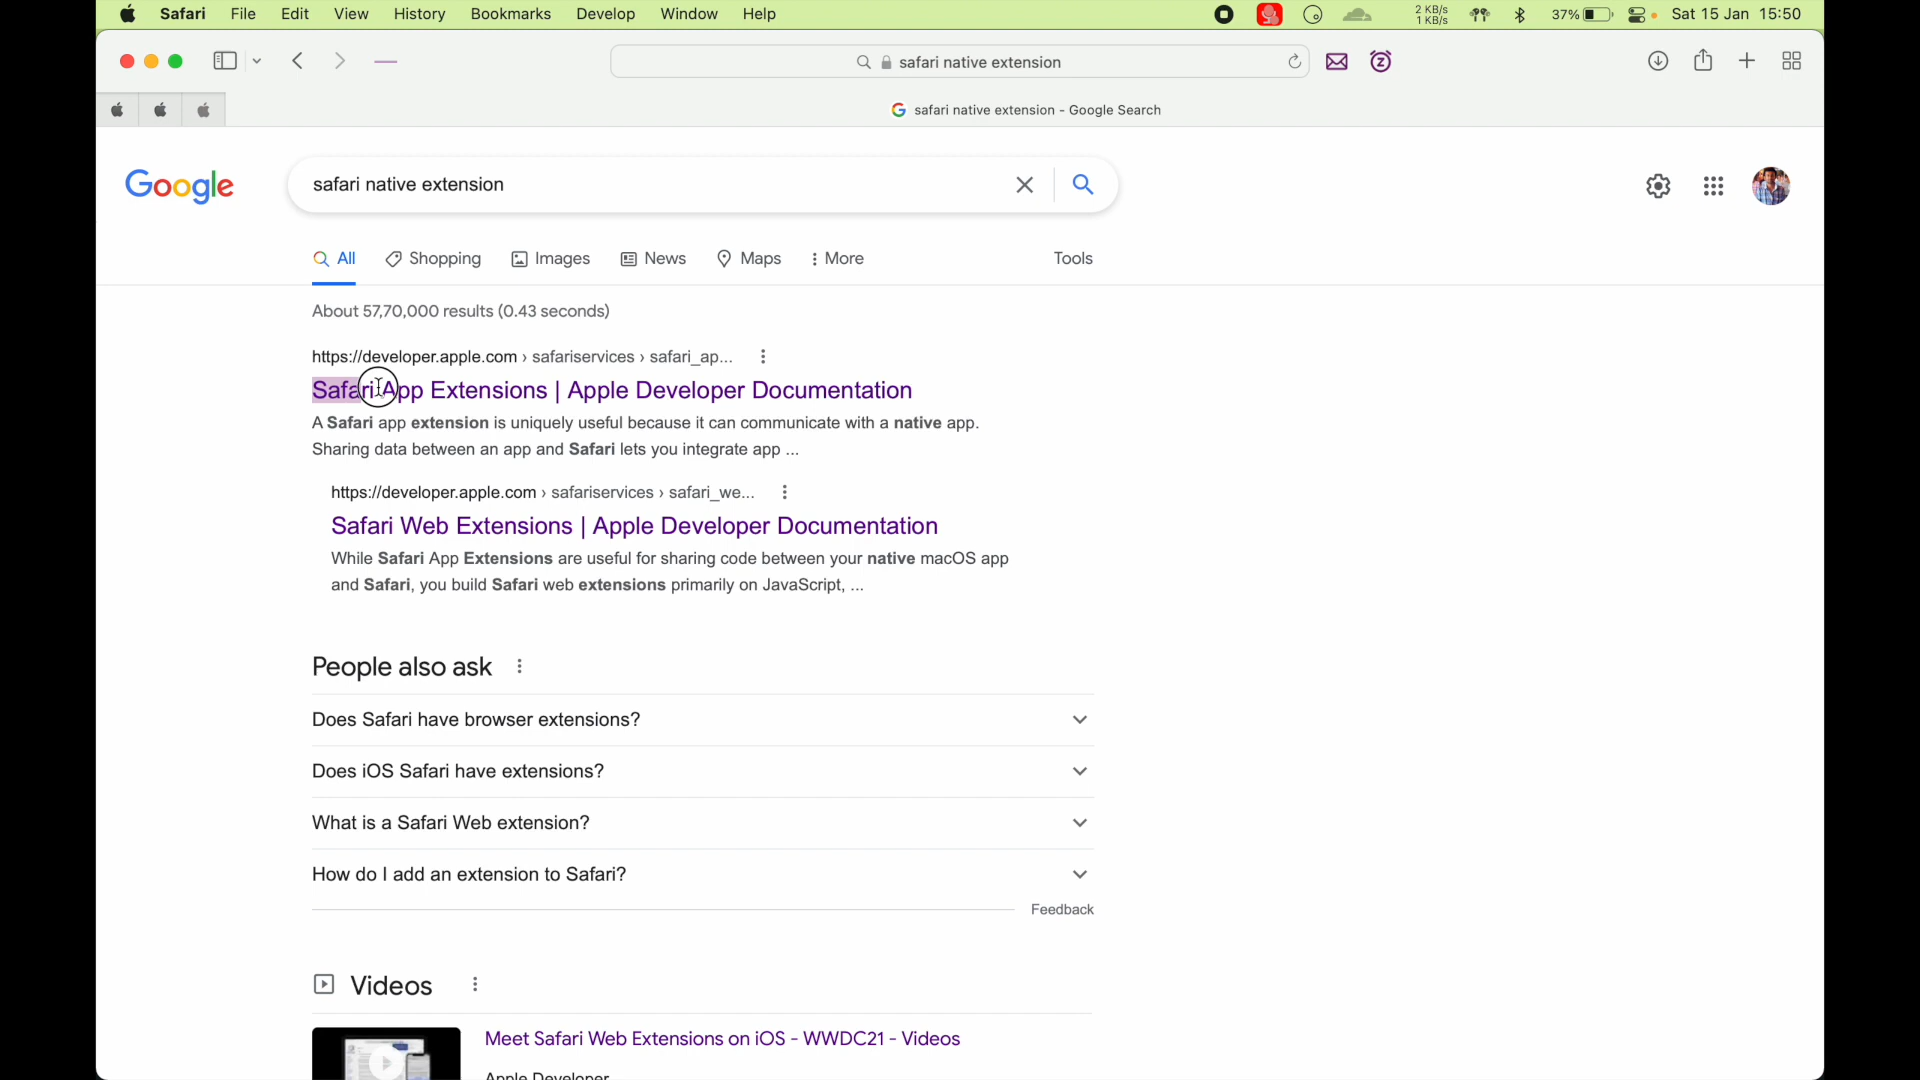 Safari File Edit View History Bookmarks Develop Window Help
2 KB/s
1 KB/s
37%
Sat 15 Jan 15:50
safari native extension
safari native extension - Google Search
Google
safari native extension
All Shopping Images News Maps More Tools
About 57,70,000 results (0.43 seconds)
https://developer.apple.com › safariservices › safari_ap...
Safari App Extensions | Apple Developer Documentation
A Safari app extension is uniquely useful because it can communicate with a native app.
Sharing data between an app and Safari lets you integrate app ...
https://developer.apple.com › safariservices › safari_we...
Safari Web Extensions | Apple Developer Documentation
While Safari App Extensions are useful for sharing code between your native macOS app
and Safari, you build Safari web extensions primarily on JavaScript, ...
People also ask
Does Safari have browser extensions?
Does iOS Safari have extensions?
What is a Safari Web extension?
How do I add an extension to Safari?
Feedback
Videos
Meet Safari Web Extensions on iOS - WWDC21 - Videos
Apple Developer